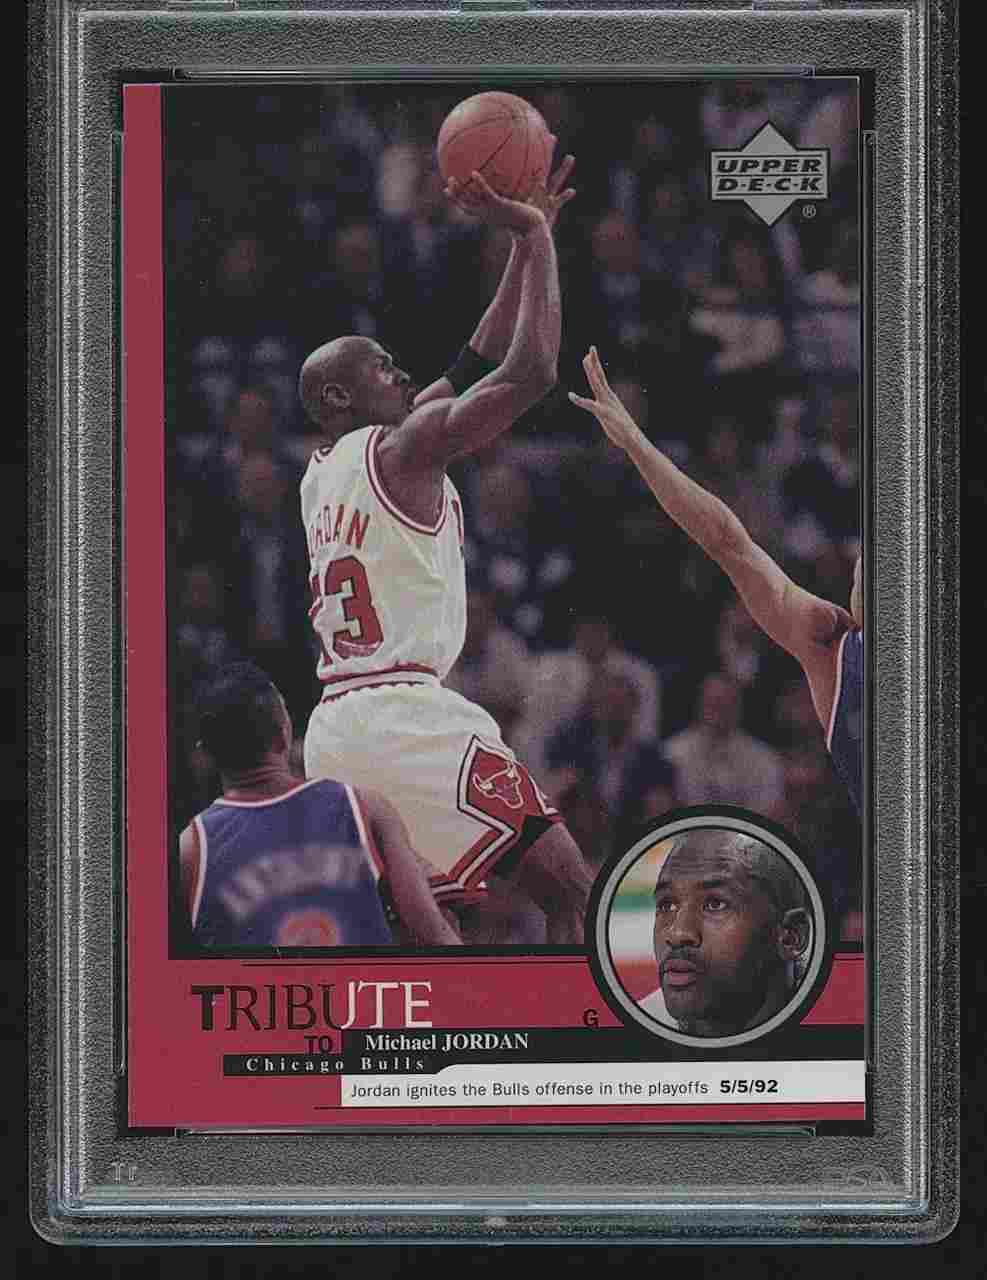 UPPER
D·E·C·K
®
JORDAN
23
TRIBUTE
G
TO
Michael JORDAN
Chicago Bulls
Jordan ignites the Bulls offense in the playoffs 5/5/92
PSA